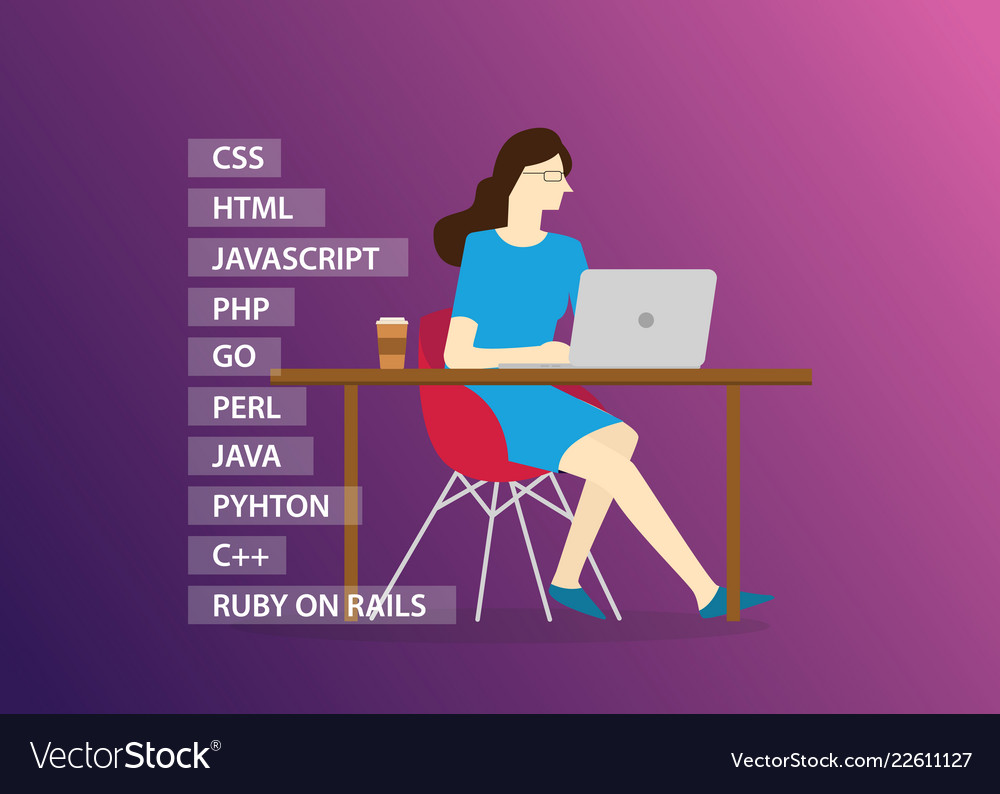 CSS
HTML
JAVASCRIPT
PHP
GO
PERL
JAVA
PYHTON
C++
RUBY ON RAILS
VectorStock®
VectorStock.com/22611127